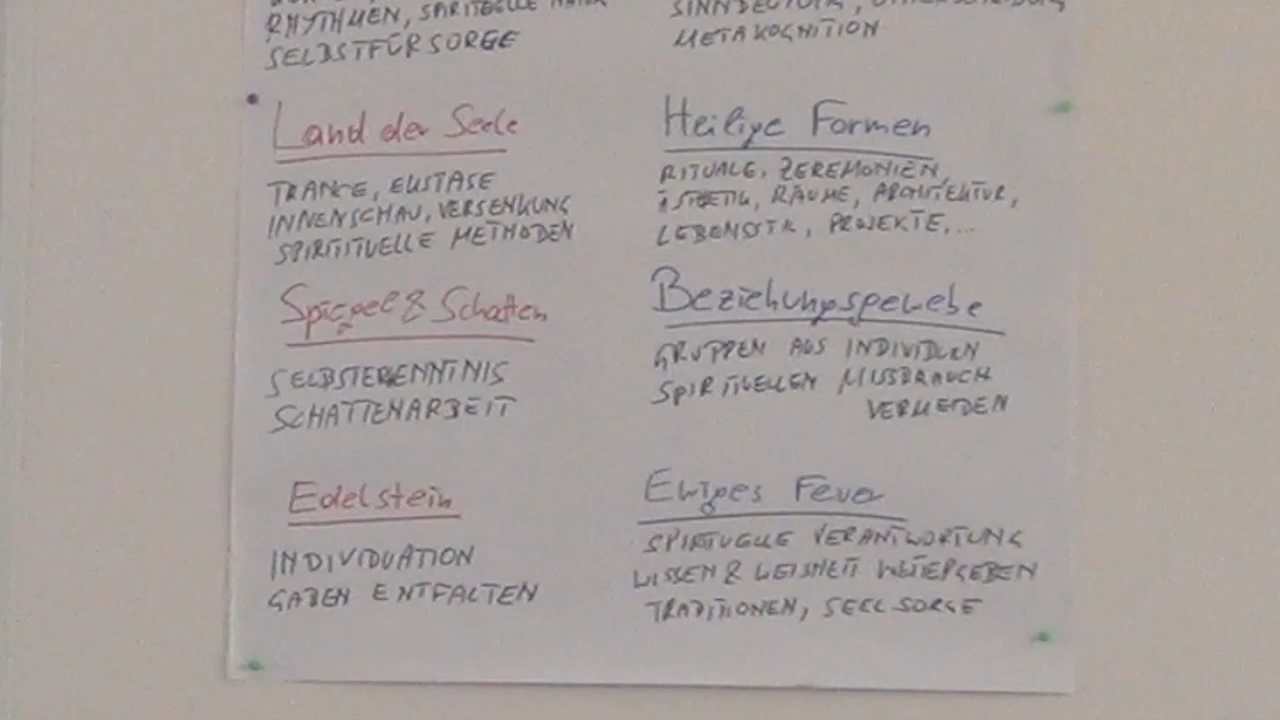 RHYTHMEN, SPIRITUELLE NATUR
SELBSTFÜRSORGE
Land der Seele
TRANCE, EKSTASE
INNENSCHAU, VERSENKUNG
SPIRITITUELLE METHODEN
Spiegel & Schatten
SELBSTERKENNTNIS
SCHATTENARBEIT
Edelstein
INDIVIDUATION
GABEN ENTFALTEN
METAKOGNITION
Heilige Formen
RITUALE, ZEREMONIEN,
ÄSTHETIK, RÄUME, ARCHITEKTUR,
LEBENSSTIL, PROJEKTE,...
Beziehungsgewebe
GRUPPEN AUS INDIVIDUEN
SPIRITUELLEN MISSBRAUCH
VERMEIDEN
Ewiges Feuer
SPIRITUELLE VERANTWORTUNG
WISSEN & WEISHEIT WEITERGEBEN
TRADITIONEN, SEELSORGE